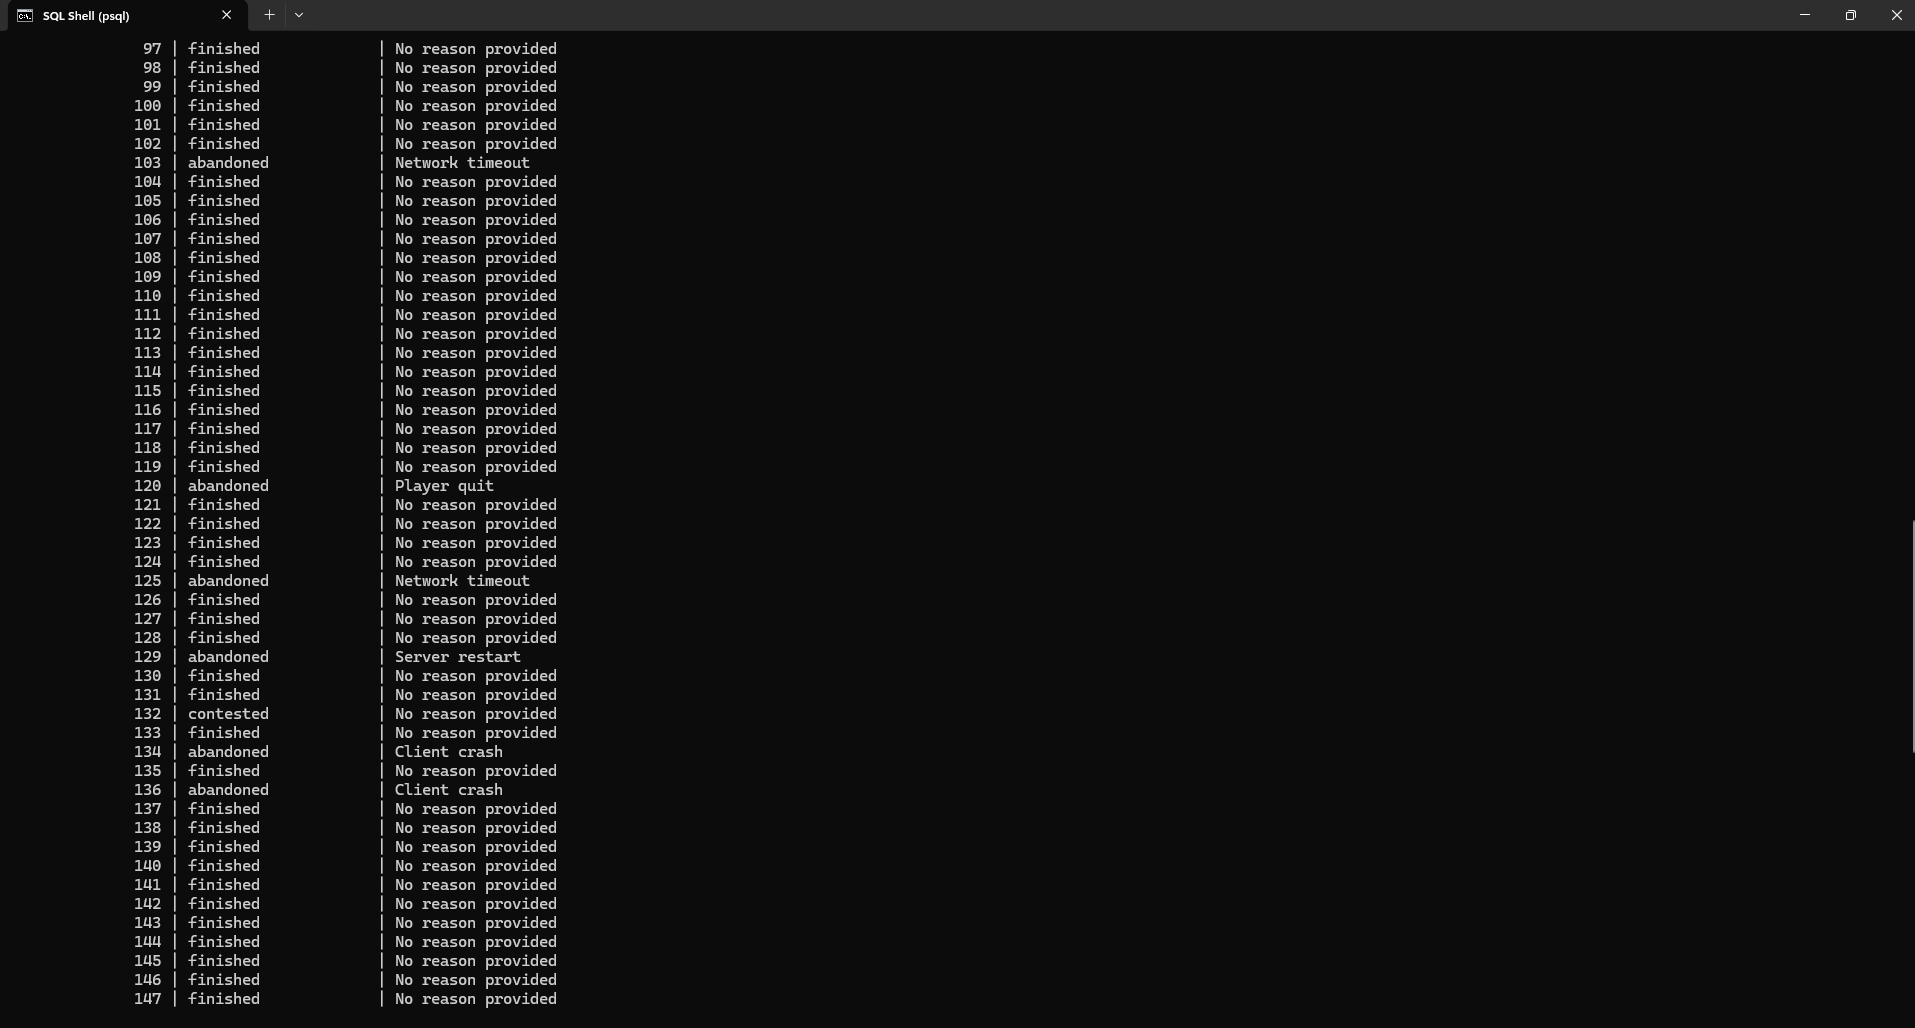 SQL Shell (psql)
97 | finished | No reason provided
98 | finished | No reason provided
99 | finished | No reason provided
100 | finished | No reason provided
101 | finished | No reason provided
102 | finished | No reason provided
103 | abandoned | Network timeout
104 | finished | No reason provided
105 | finished | No reason provided
106 | finished | No reason provided
107 | finished | No reason provided
108 | finished | No reason provided
109 | finished | No reason provided
110 | finished | No reason provided
111 | finished | No reason provided
112 | finished | No reason provided
113 | finished | No reason provided
114 | finished | No reason provided
115 | finished | No reason provided
116 | finished | No reason provided
117 | finished | No reason provided
118 | finished | No reason provided
119 | finished | No reason provided
120 | abandoned | Player quit
121 | finished | No reason provided
122 | finished | No reason provided
123 | finished | No reason provided
124 | finished | No reason provided
125 | abandoned | Network timeout
126 | finished | No reason provided
127 | finished | No reason provided
128 | finished | No reason provided
129 | abandoned | Server restart
130 | finished | No reason provided
131 | finished | No reason provided
132 | contested | No reason provided
133 | finished | No reason provided
134 | abandoned | Client crash
135 | finished | No reason provided
136 | abandoned | Client crash
137 | finished | No reason provided
138 | finished | No reason provided
139 | finished | No reason provided
140 | finished | No reason provided
141 | finished | No reason provided
142 | finished | No reason provided
143 | finished | No reason provided
144 | finished | No reason provided
145 | finished | No reason provided
146 | finished | No reason provided
147 | finished | No reason provided